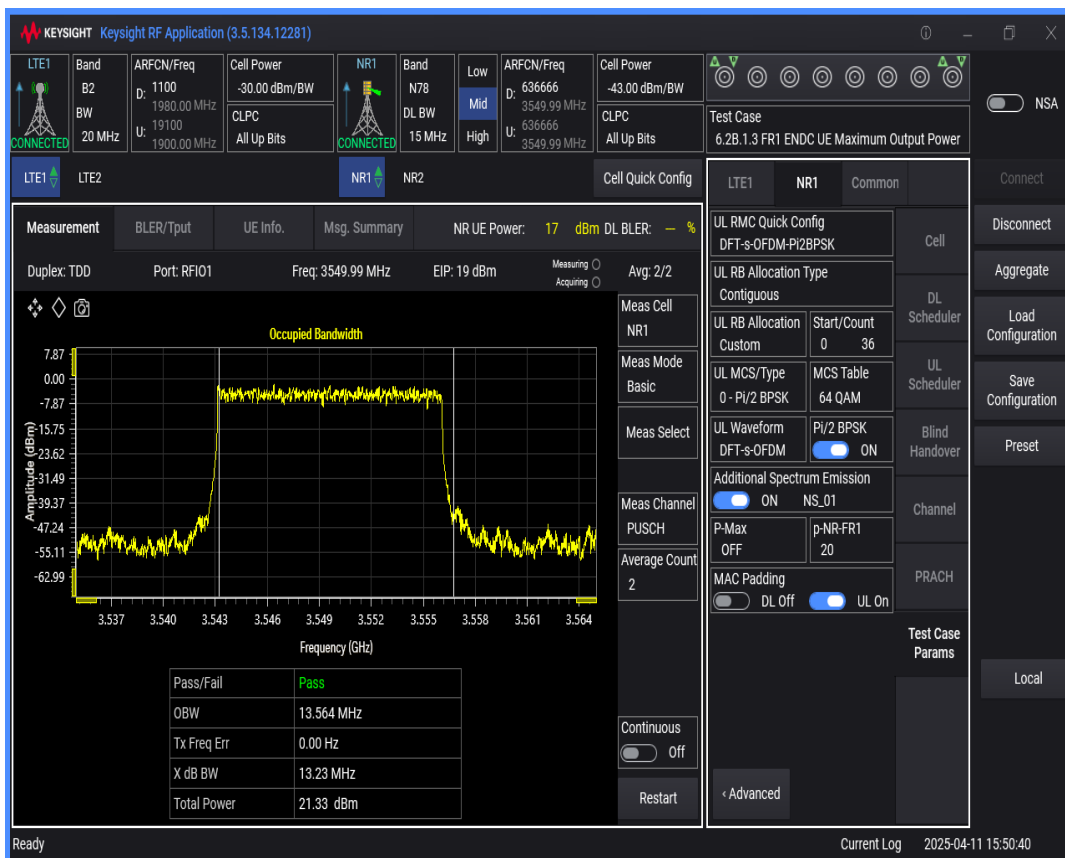 KEYSIGHT Keysight RF Application (3.5.134.12281)
LTE1
CONNECTED
Band
B2
BW
20 MHz
ARFCN/Freq
D: 1100
1980.00 MHz
U: 19100
1900.00 MHz
Cell Power
-30.00 dBm/BW
CLPC
All Up Bits
NR1
CONNECTED
Band
N78
DL BW
15 MHz
Low
Mid
High
ARFCN/Freq
D: 636666
3549.99 MHz
U: 636666
3549.99 MHz
Cell Power
-43.00 dBm/BW
CLPC
All Up Bits
Test Case
6.2B.1.3 FR1 ENDC UE Maximum Output Power
NSA
LTE1 LTE2 NR1 NR2 Cell Quick Config
Measurement BLER/Tput UE Info. Msg. Summary NR UE Power: 17 dBm DL BLER: — %
Duplex: TDD Port: RFIO1 Freq: 3549.99 MHz EIP: 19 dBm Measuring Avg: 2/2
Acquiring
Occupied Bandwidth
7.87
0.00
-7.87
-15.75
-23.62
-31.49
-39.37
-47.24
-55.11
-62.99
Amplitude (dBm)
3.537 3.540 3.543 3.546 3.549 3.552 3.555 3.558 3.561 3.564
Frequency (GHz)
Pass/Fail Pass
OBW 13.564 MHz
Tx Freq Err 0.00 Hz
X dB BW 13.23 MHz
Total Power 21.33 dBm
Meas Cell
NR1
Meas Mode
Basic
Meas Select
Meas Channel
PUSCH
Average Count
2
Continuous
Off
Restart
LTE1 NR1 Common
UL RMC Quick Config
DFT-s-OFDM-Pi2BPSK
UL RB Allocation Type
Contiguous
UL RB Allocation Start/Count
Custom 0 36
UL MCS/Type MCS Table
0 - Pi/2 BPSK 64 QAM
UL Waveform Pi/2 BPSK
DFT-s-OFDM ON
Additional Spectrum Emission
ON NS_01
P-Max p-NR-FR1
OFF 20
MAC Padding
DL Off UL On
‹ Advanced
Cell
DL
Scheduler
UL
Scheduler
Blind
Handover
Channel
PRACH
Test Case
Params
Connect
Disconnect
Aggregate
Load
Configuration
Save
Configuration
Preset
Local
Ready Current Log 2025-04-11 15:50:40